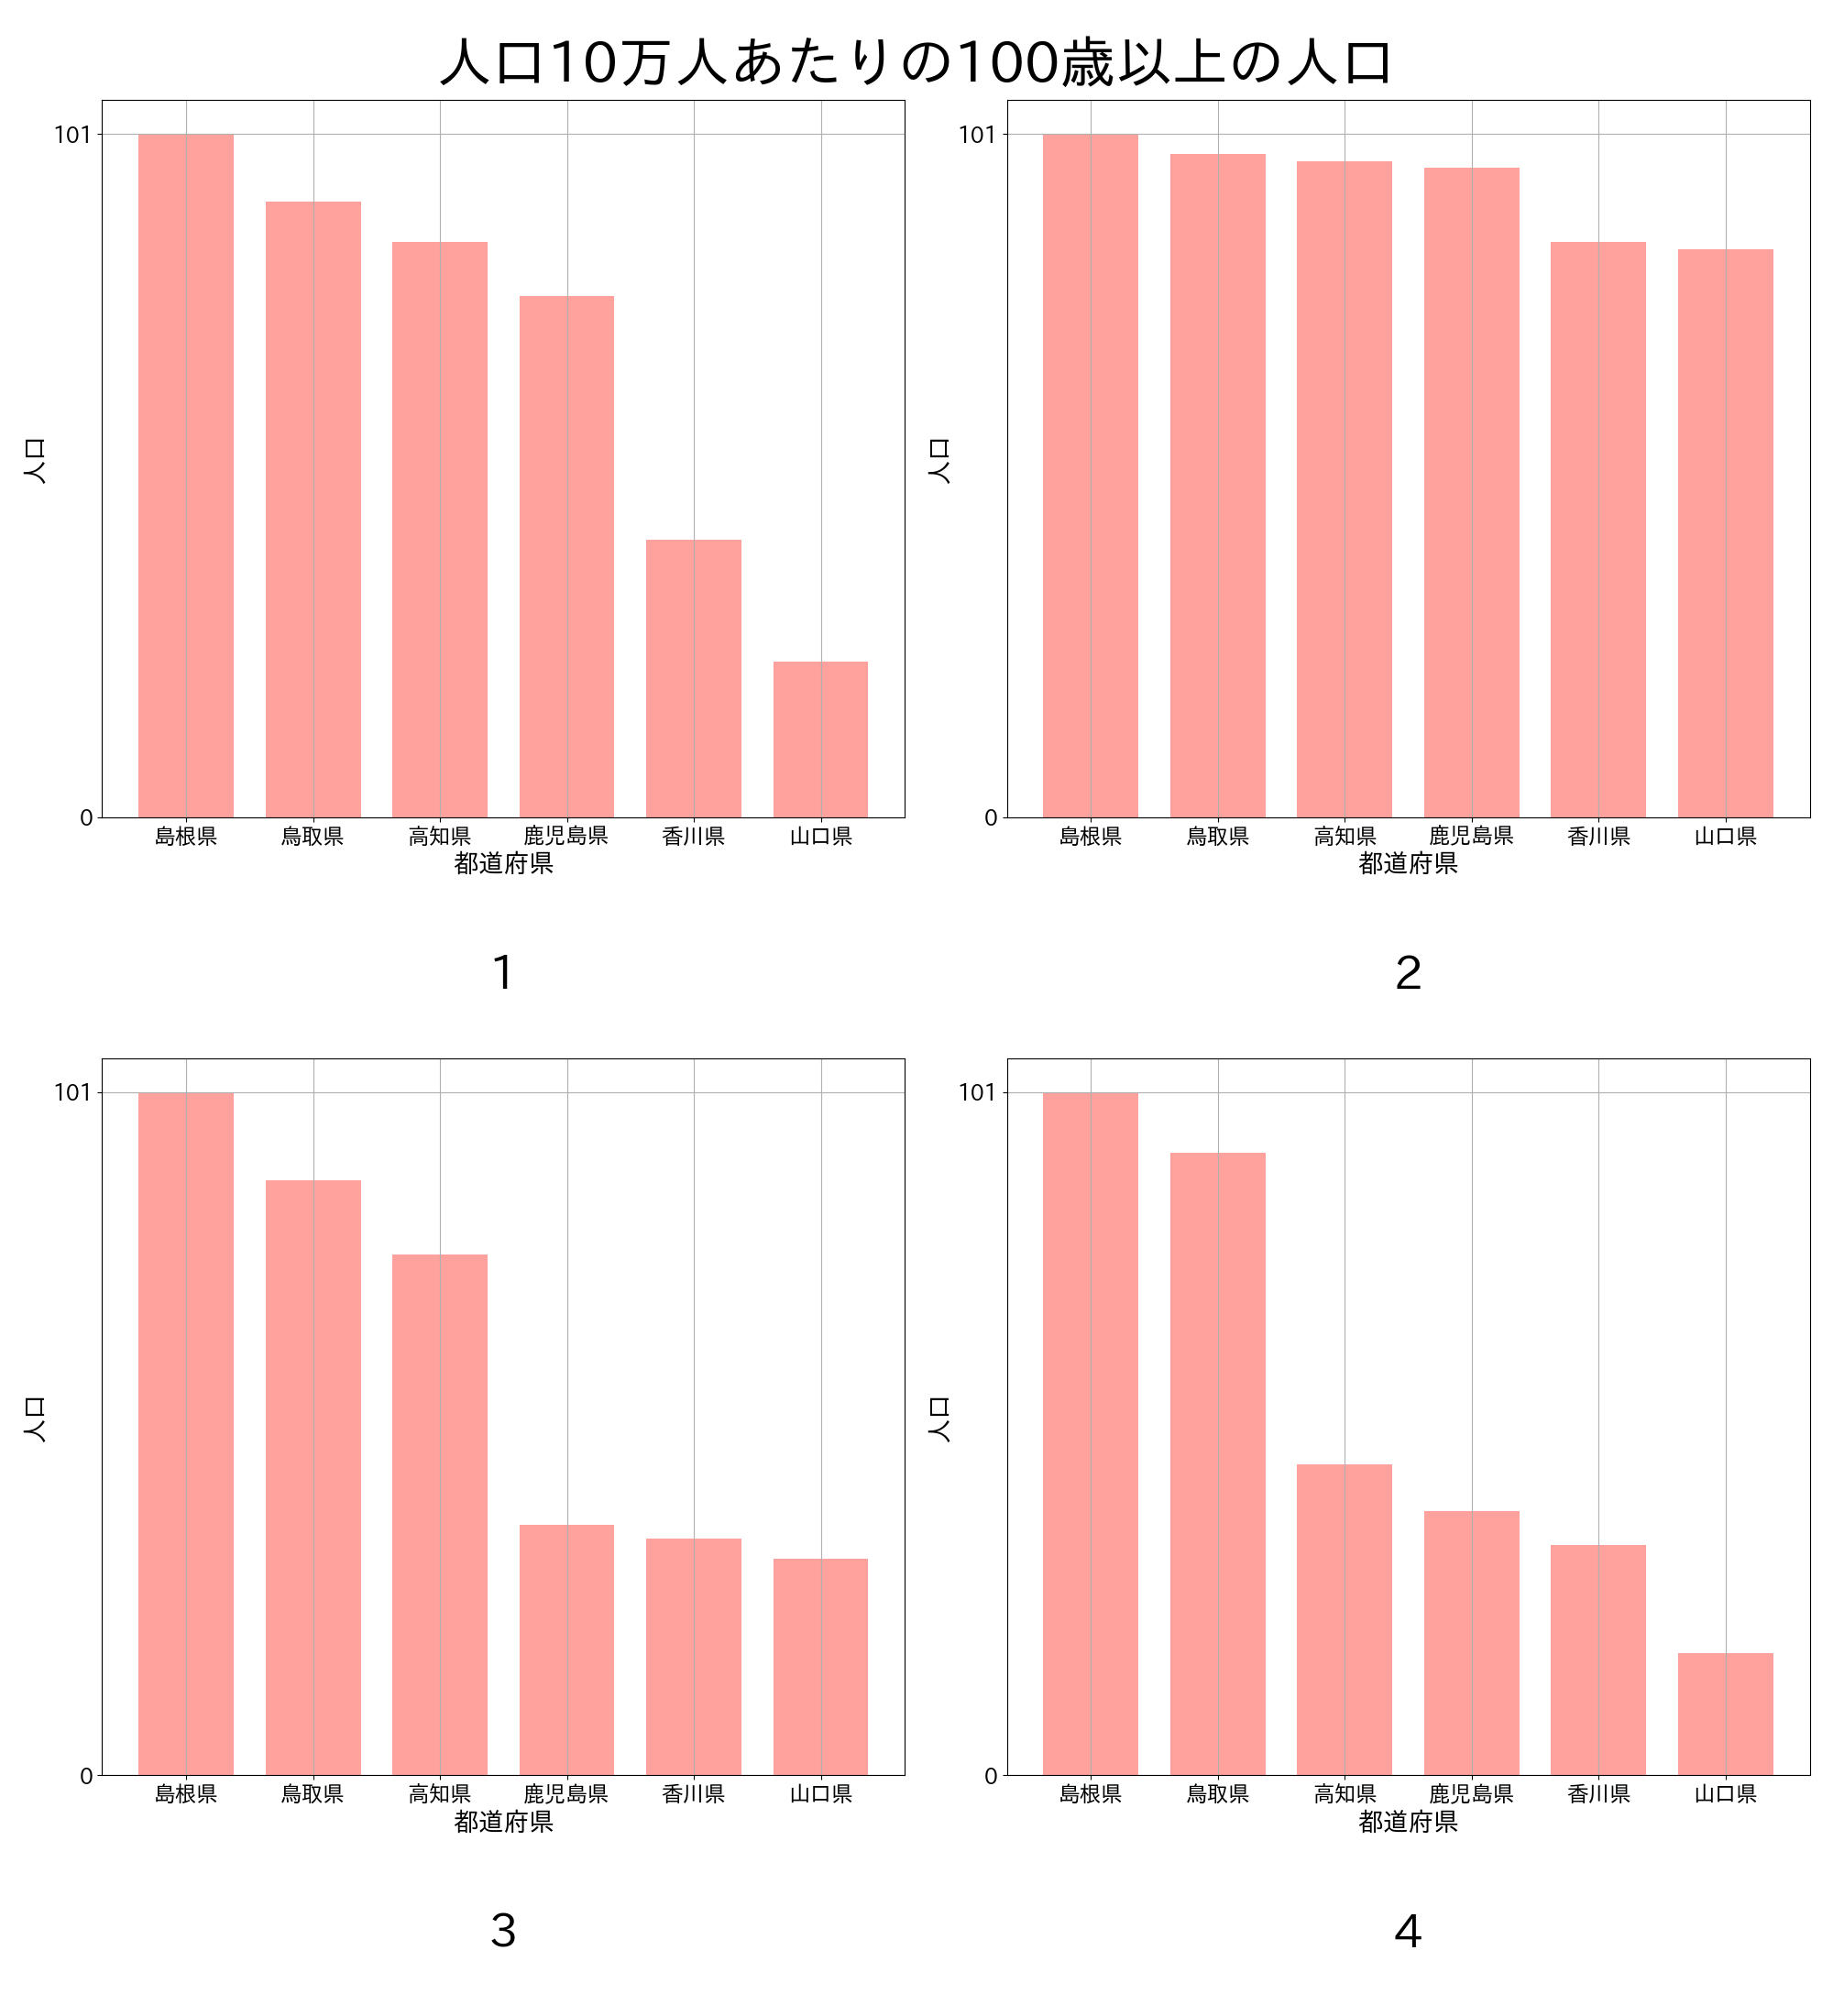 人口10万人あたりの100歳以上の人口
101
0
人口
島根県 鳥取県 高知県 鹿児島県 香川県 山口県
都道府県
1
101
0
人口
島根県 鳥取県 高知県 鹿児島県 香川県 山口県
都道府県
2
101
0
人口
島根県 鳥取県 高知県 鹿児島県 香川県 山口県
都道府県
3
101
0
人口
島根県 鳥取県 高知県 鹿児島県 香川県 山口県
都道府県
4